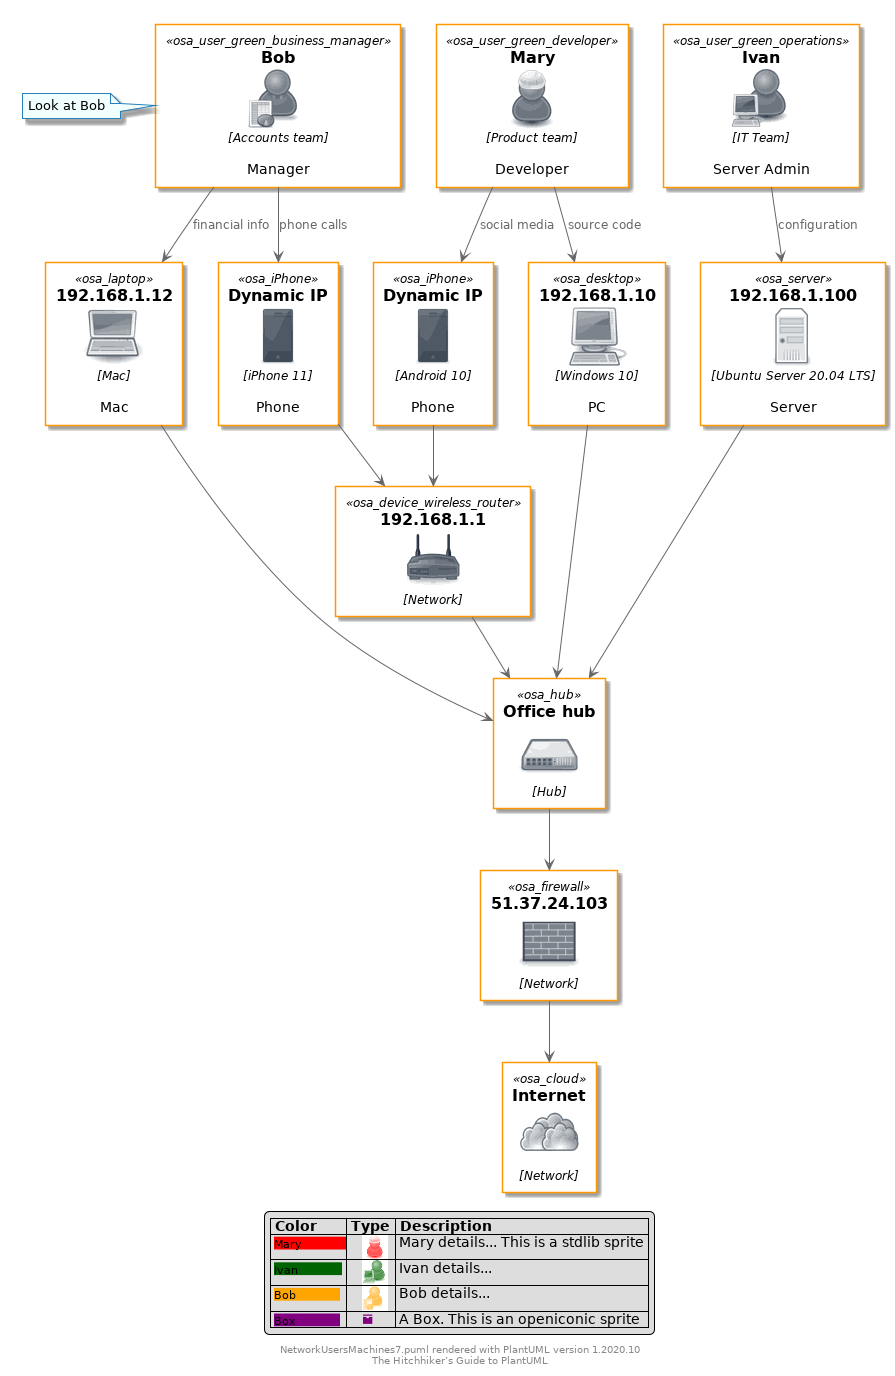 «osa_user_green_business_manager»
Bob
[Accounts team]
Manager
Look at Bob
«osa_user_green_developer»
Mary
[Product team]
Developer
«osa_user_green_operations»
Ivan
[IT Team]
Server Admin
financial info
phone calls
social media
source code
configuration
«osa_laptop»
192.168.1.12
[Mac]
Mac
«osa_iPhone»
Dynamic IP
[iPhone 11]
Phone
«osa_iPhone»
Dynamic IP
[Android 10]
Phone
«osa_desktop»
192.168.1.10
[Windows 10]
PC
«osa_server»
192.168.1.100
[Ubuntu Server 20.04 LTS]
Server
«osa_device_wireless_router»
192.168.1.1
[Network]
«osa_hub»
Office hub
[Hub]
«osa_firewall»
51.37.24.103
[Network]
«osa_cloud»
Internet
[Network]
Color Type Description
Mary Mary details... This is a stdlib sprite
Ivan Ivan details...
Bob Bob details...
Box A Box. This is an openiconic sprite
NetworkUsersMachines7.puml rendered with PlantUML version 1.2020.10
The Hitchhiker's Guide to PlantUML